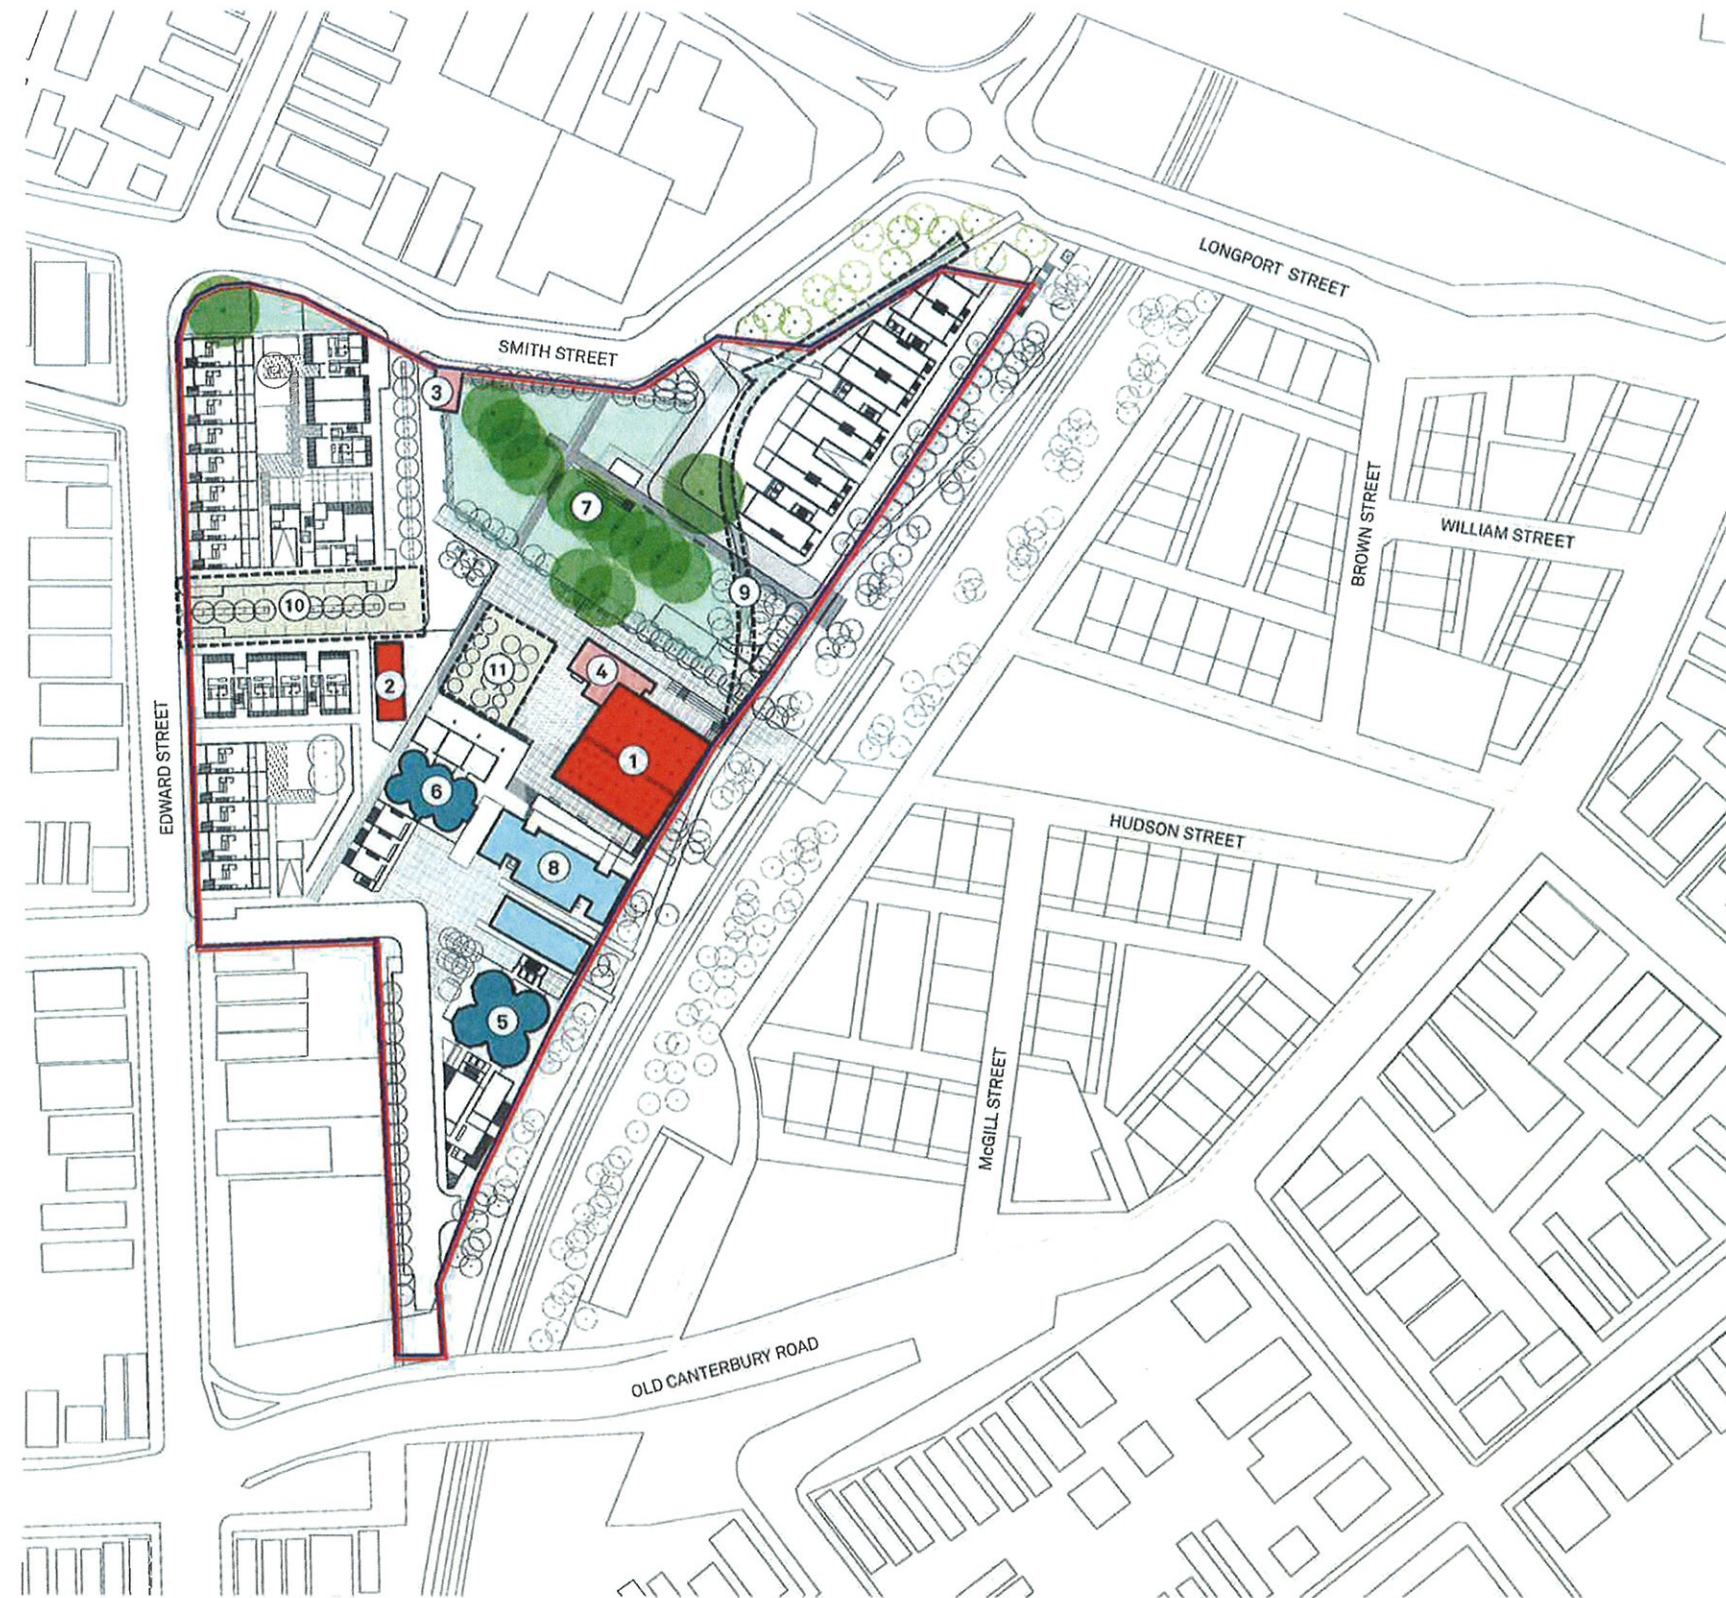 LONGPORT STREET
SMITH STREET
3
7
BROWN STREET
WILLIAM STREET
9
10
11
4
2
1
EDWARD STREET
6
HUDSON STREET
8
5
McGILL STREET
OLD CANTERBURY ROAD